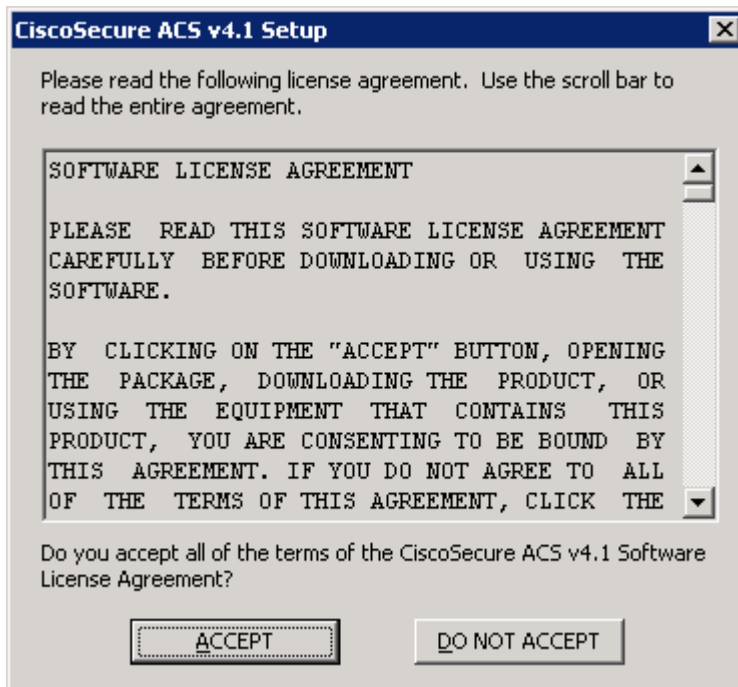 CiscoSecure ACS v4.1 Setup
Please read the following license agreement. Use the scroll bar to
read the entire agreement.
SOFTWARE LICENSE AGREEMENT
PLEASE READ THIS SOFTWARE LICENSE AGREEMENT
CAREFULLY BEFORE DOWNLOADING OR USING THE
SOFTWARE.
BY CLICKING ON THE "ACCEPT" BUTTON, OPENING
THE PACKAGE, DOWNLOADING THE PRODUCT, OR
USING THE EQUIPMENT THAT CONTAINS THIS
PRODUCT, YOU ARE CONSENTING TO BE BOUND BY
THIS AGREEMENT. IF YOU DO NOT AGREE TO ALL
OF THE TERMS OF THIS AGREEMENT, CLICK THE
Do you accept all of the terms of the CiscoSecure ACS v4.1 Software
License Agreement?
ACCEPT
DO NOT ACCEPT